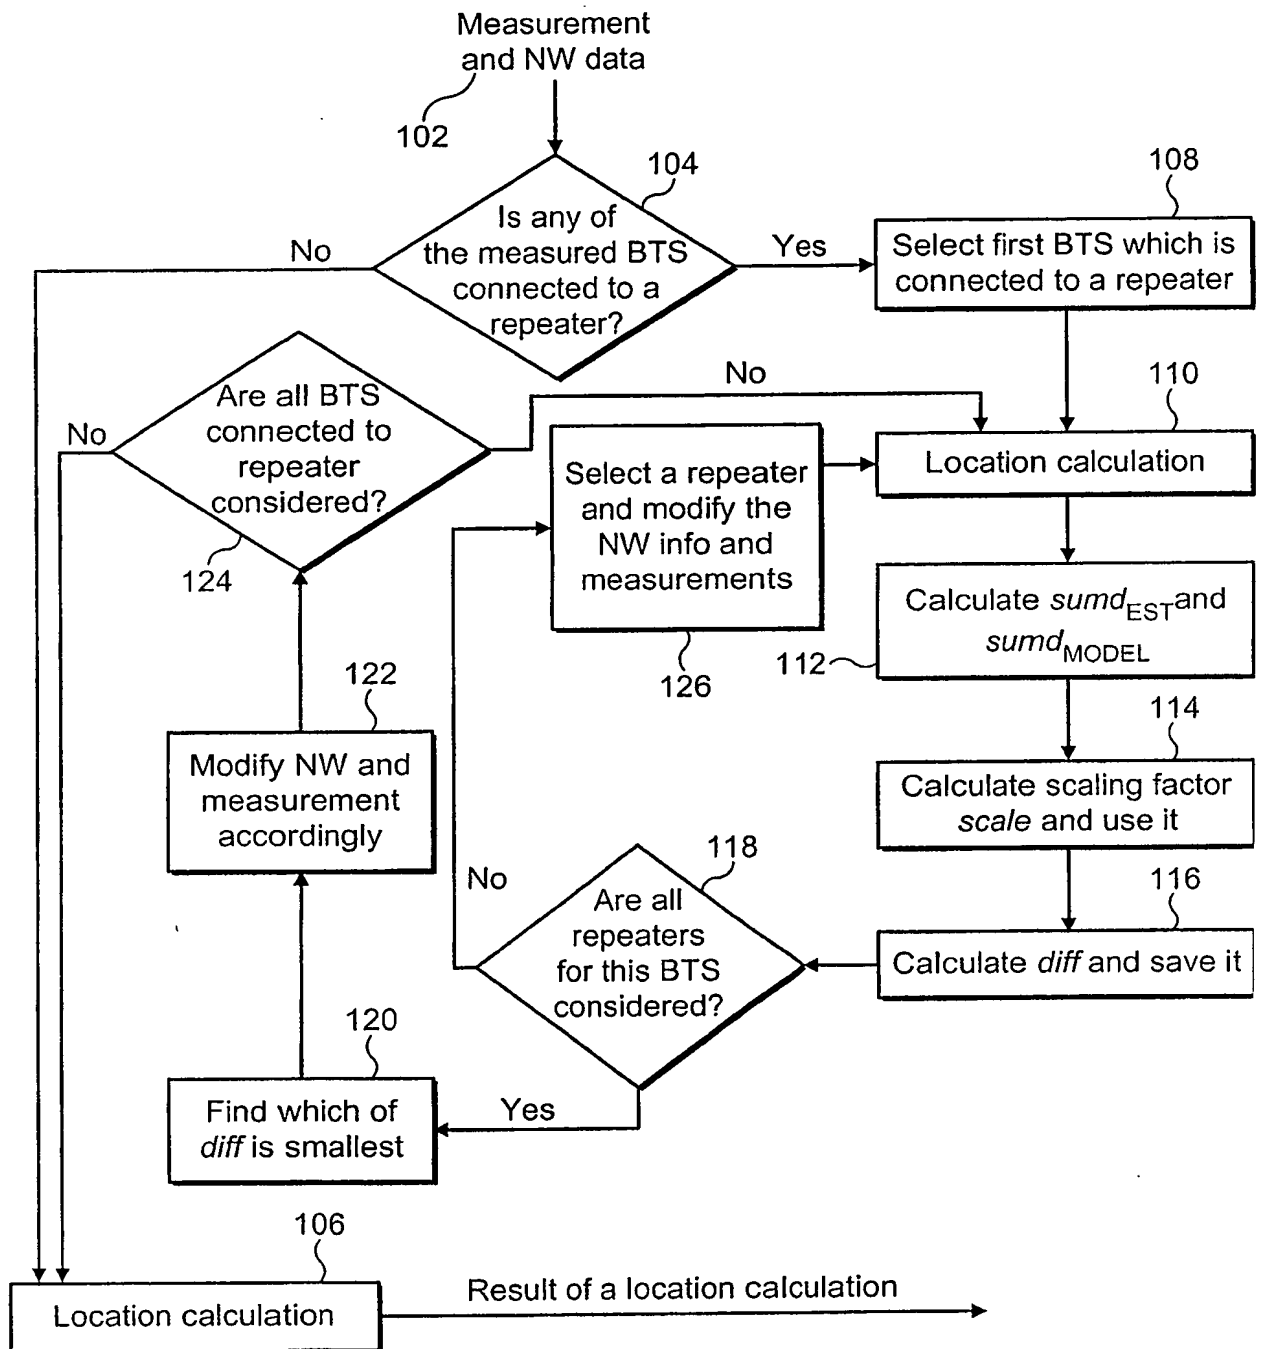 Measurement
and NW data
102
104
Is any of
the measured BTS
connected to a
repeater?
No
Yes
108
Select first BTS which is
connected to a repeater
Are all BTS
connected to
repeater
considered?
No
No
124
110
Location calculation
Select a repeater
and modify the
NW info and
measurements
126
Calculate sumdEST and
sumdMODEL
112
114
Calculate scaling factor
scale and use it
122
Modify NW and
measurement
accordingly
118
No
Are all
repeaters
for this BTS
considered?
116
Calculate diff and save it
120
Find which of
diff is smallest
Yes
106
Location calculation
Result of a location calculation